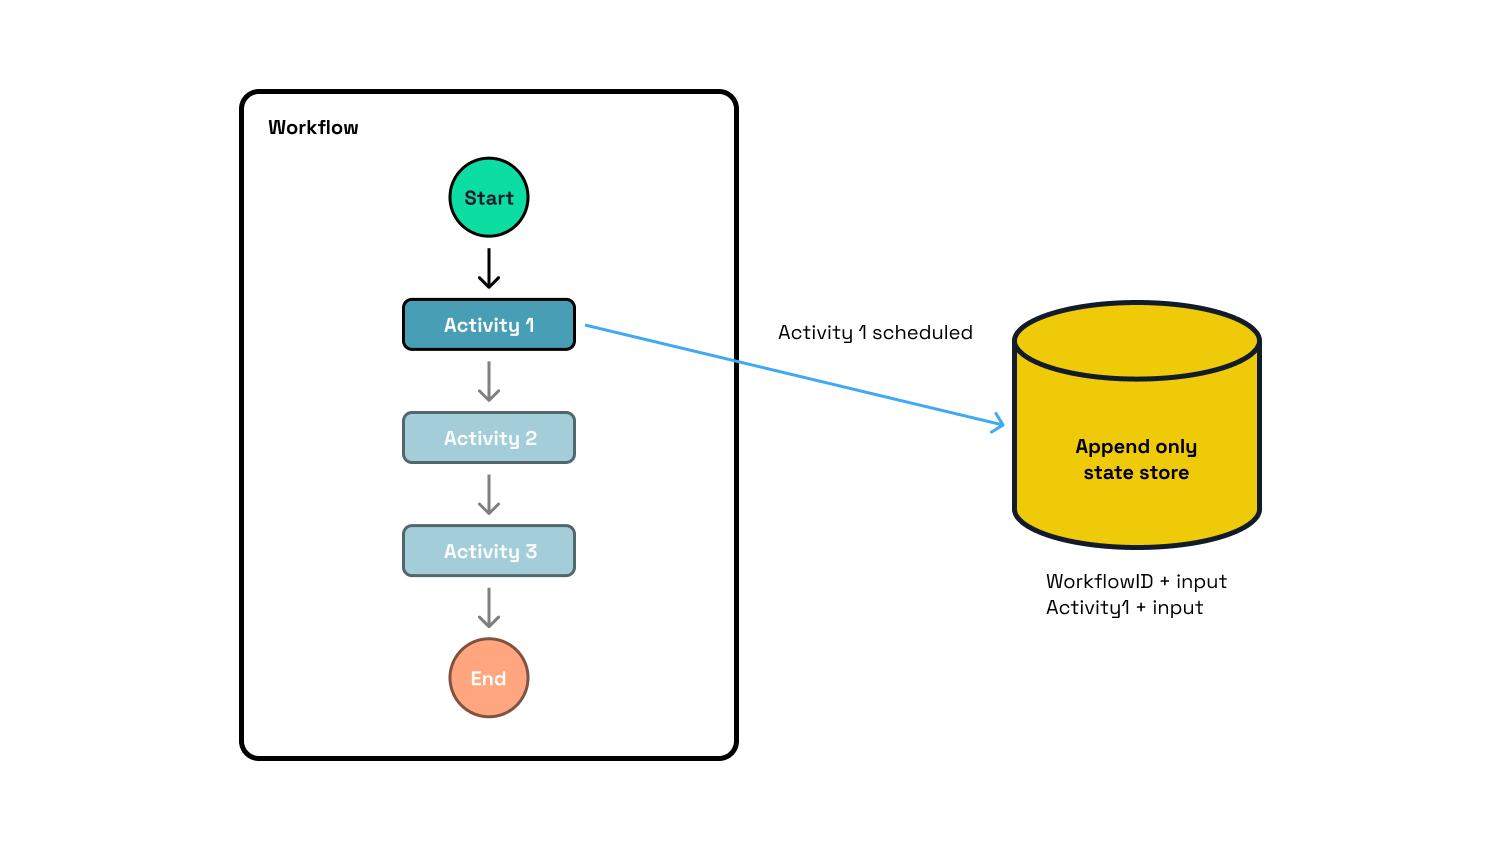 Workflow
Start
Activity 1
Activity 2
Activity 3
End
Activity 1 scheduled
Append only
state store
WorkflowID + input
Activity1 + input